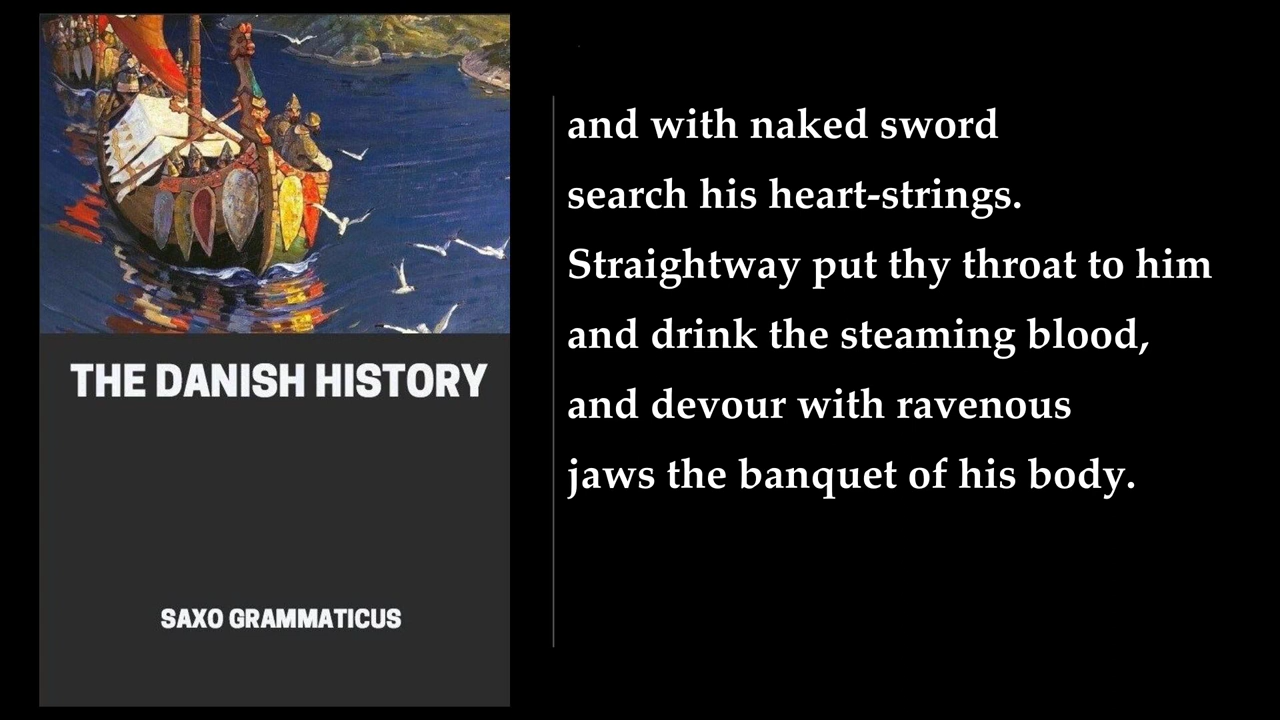 THE DANISH HISTORY
SAXO GRAMMATICUS
and with naked sword
search his heart-strings.
Straightway put thy throat to him
and drink the steaming blood,
and devour with ravenous
jaws the banquet of his body.